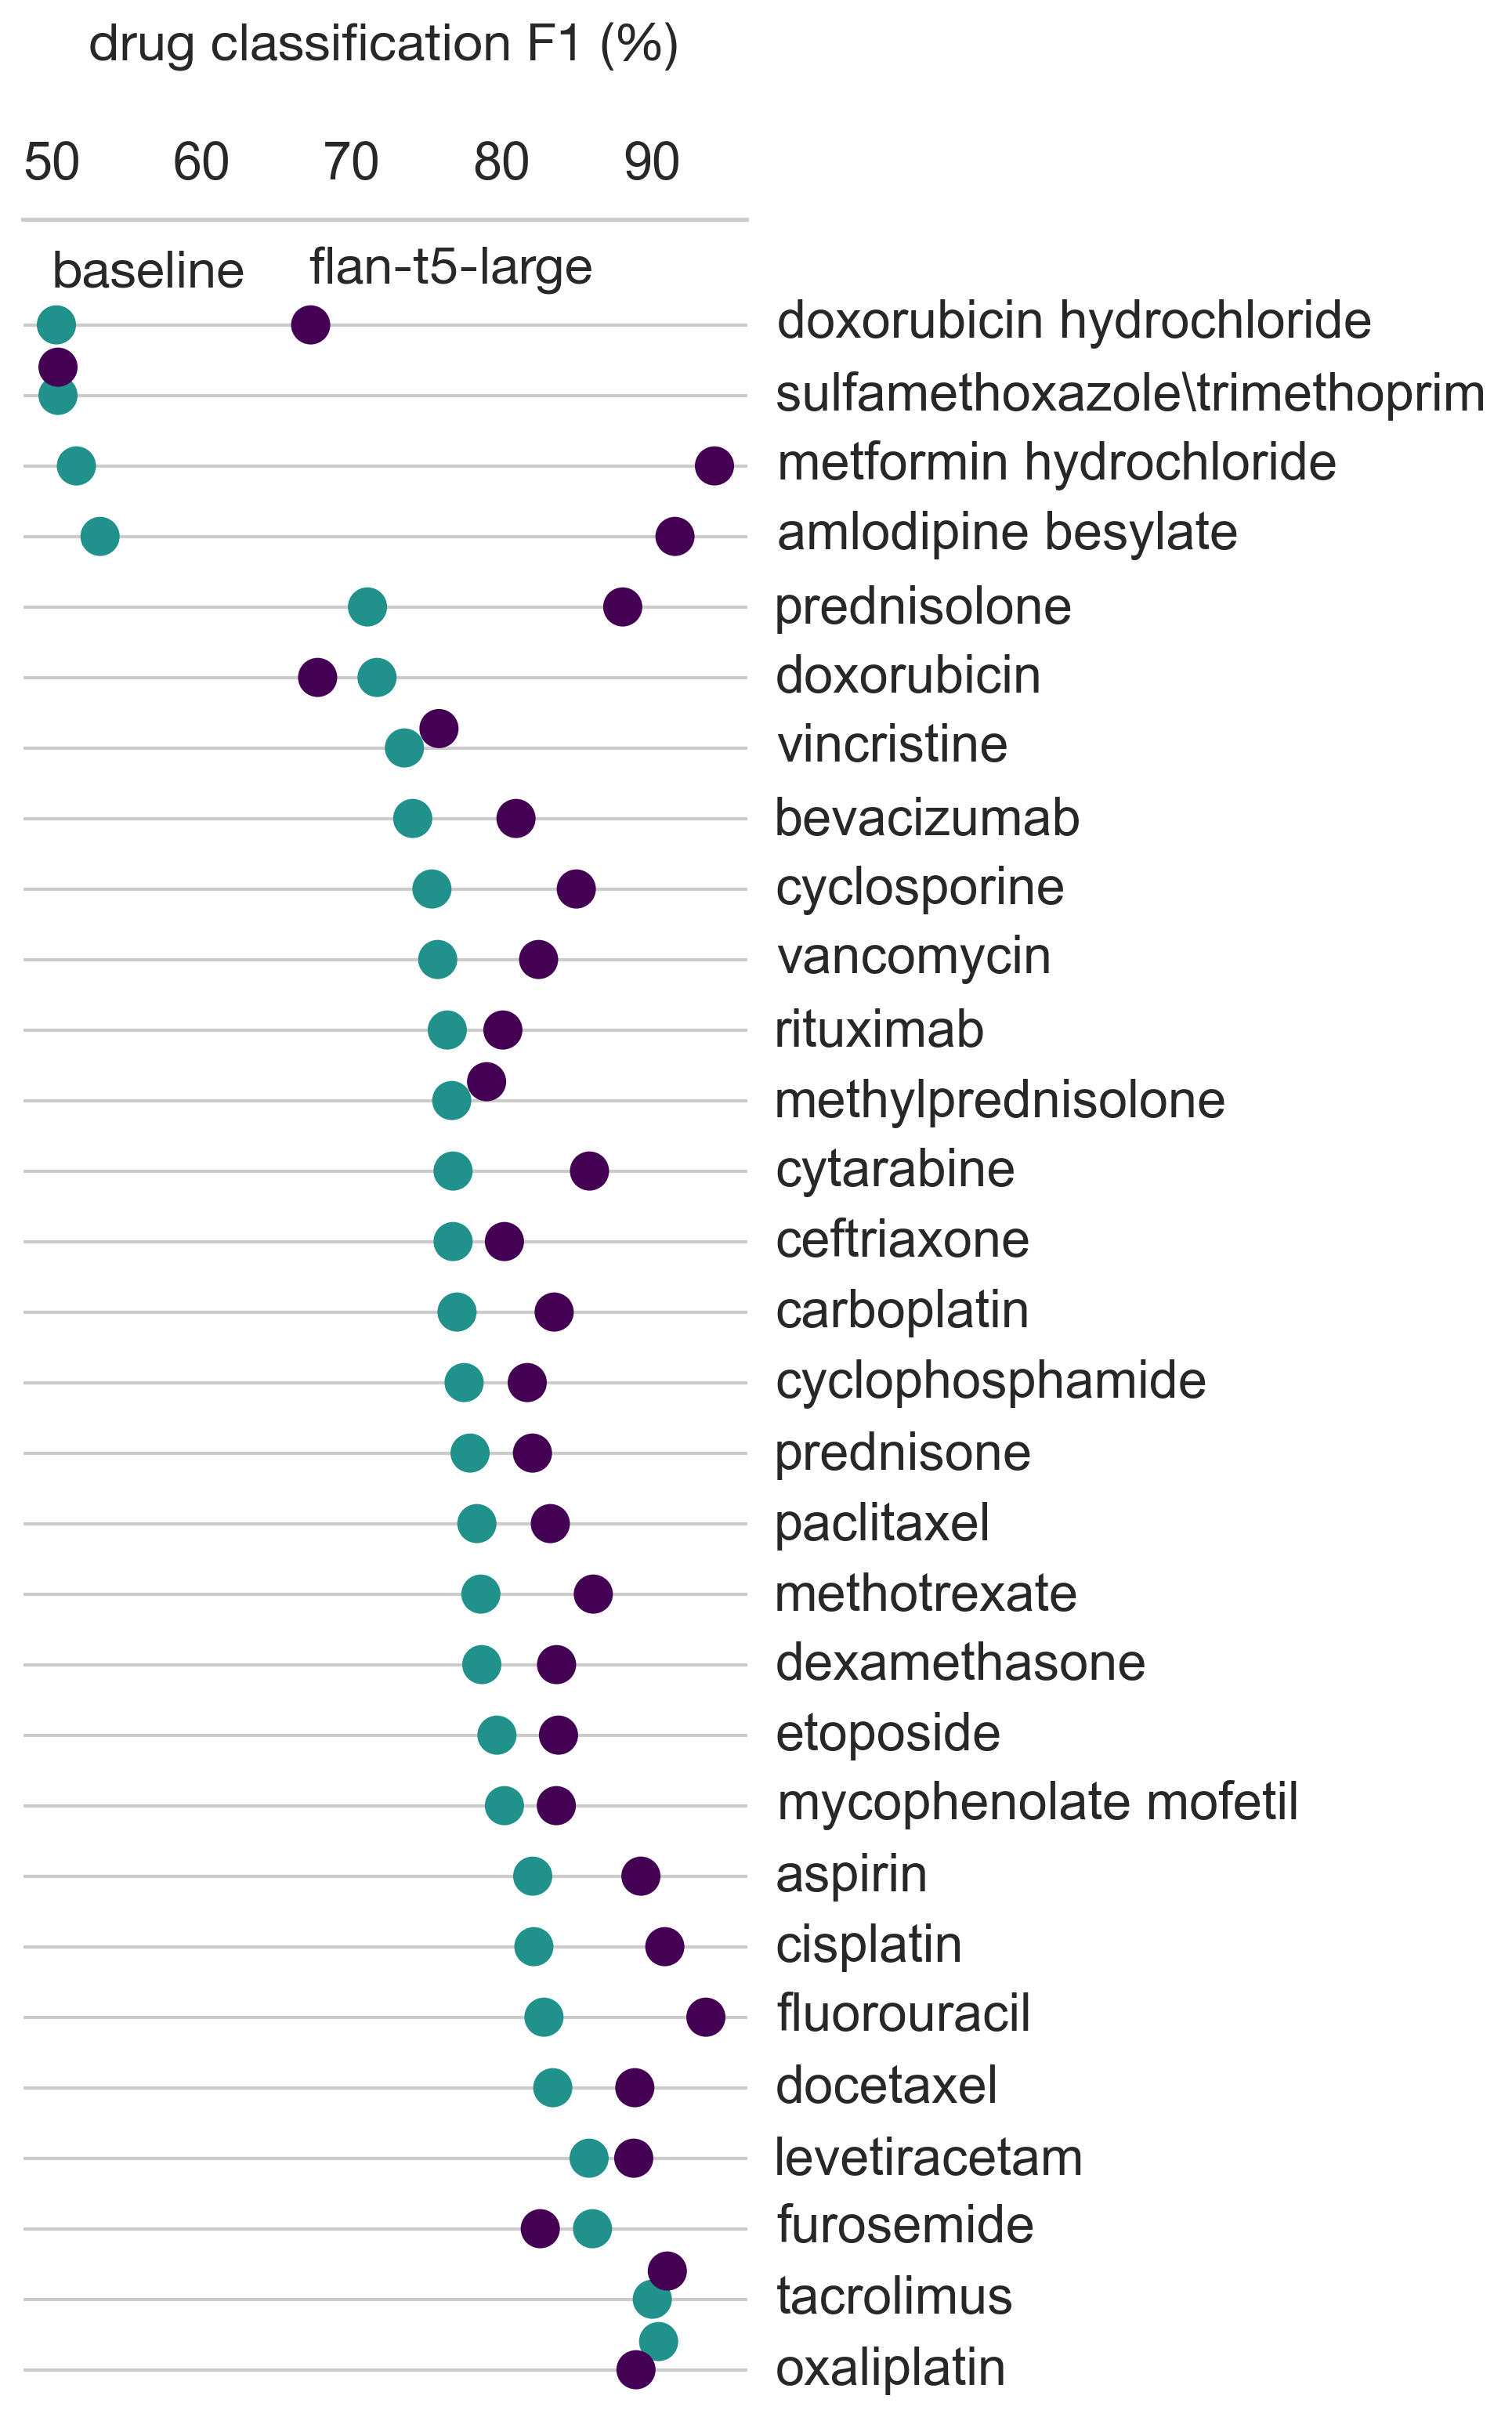 drug classification F1 (%)
50 60 70 80 90
baseline flan-t5-large
doxorubicin hydrochloride
sulfamethoxazole\trimethoprim
metformin hydrochloride
amlodipine besylate
prednisolone
doxorubicin
vincristine
bevacizumab
cyclosporine
vancomycin
rituximab
methylprednisolone
cytarabine
ceftriaxone
carboplatin
cyclophosphamide
prednisone
paclitaxel
methotrexate
dexamethasone
etoposide
mycophenolate mofetil
aspirin
cisplatin
fluorouracil
docetaxel
levetiracetam
furosemide
tacrolimus
oxaliplatin